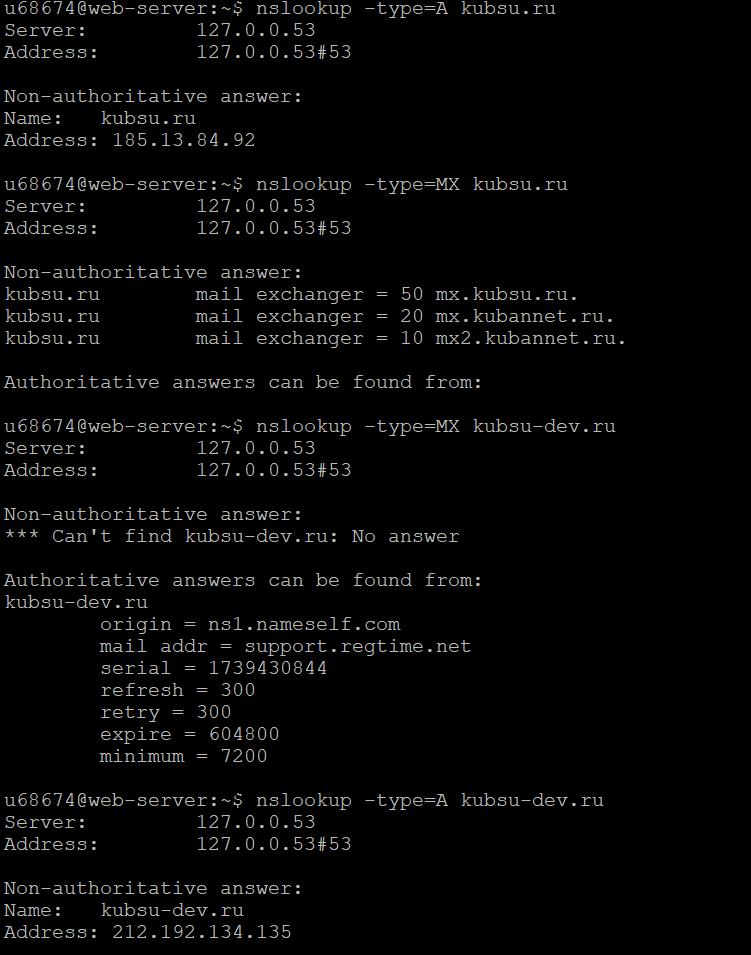 u68674@web-server:~$ nslookup -type=A kubsu.ru
Server:         127.0.0.53
Address:        127.0.0.53#53

Non-authoritative answer:
Name:   kubsu.ru
Address: 185.13.84.92

u68674@web-server:~$ nslookup -type=MX kubsu.ru
Server:         127.0.0.53
Address:        127.0.0.53#53

Non-authoritative answer:
kubsu.ru        mail exchanger = 50 mx.kubsu.ru.
kubsu.ru        mail exchanger = 20 mx.kubannet.ru.
kubsu.ru        mail exchanger = 10 mx2.kubannet.ru.

Authoritative answers can be found from:

u68674@web-server:~$ nslookup -type=MX kubsu-dev.ru
Server:         127.0.0.53
Address:        127.0.0.53#53

Non-authoritative answer:
*** Can't find kubsu-dev.ru: No answer

Authoritative answers can be found from:
kubsu-dev.ru
        origin = ns1.nameself.com
        mail addr = support.regtime.net
        serial = 1739430844
        refresh = 300
        retry = 300
        expire = 604800
        minimum = 7200

u68674@web-server:~$ nslookup -type=A kubsu-dev.ru
Server:         127.0.0.53
Address:        127.0.0.53#53

Non-authoritative answer:
Name:   kubsu-dev.ru
Address: 212.192.134.135